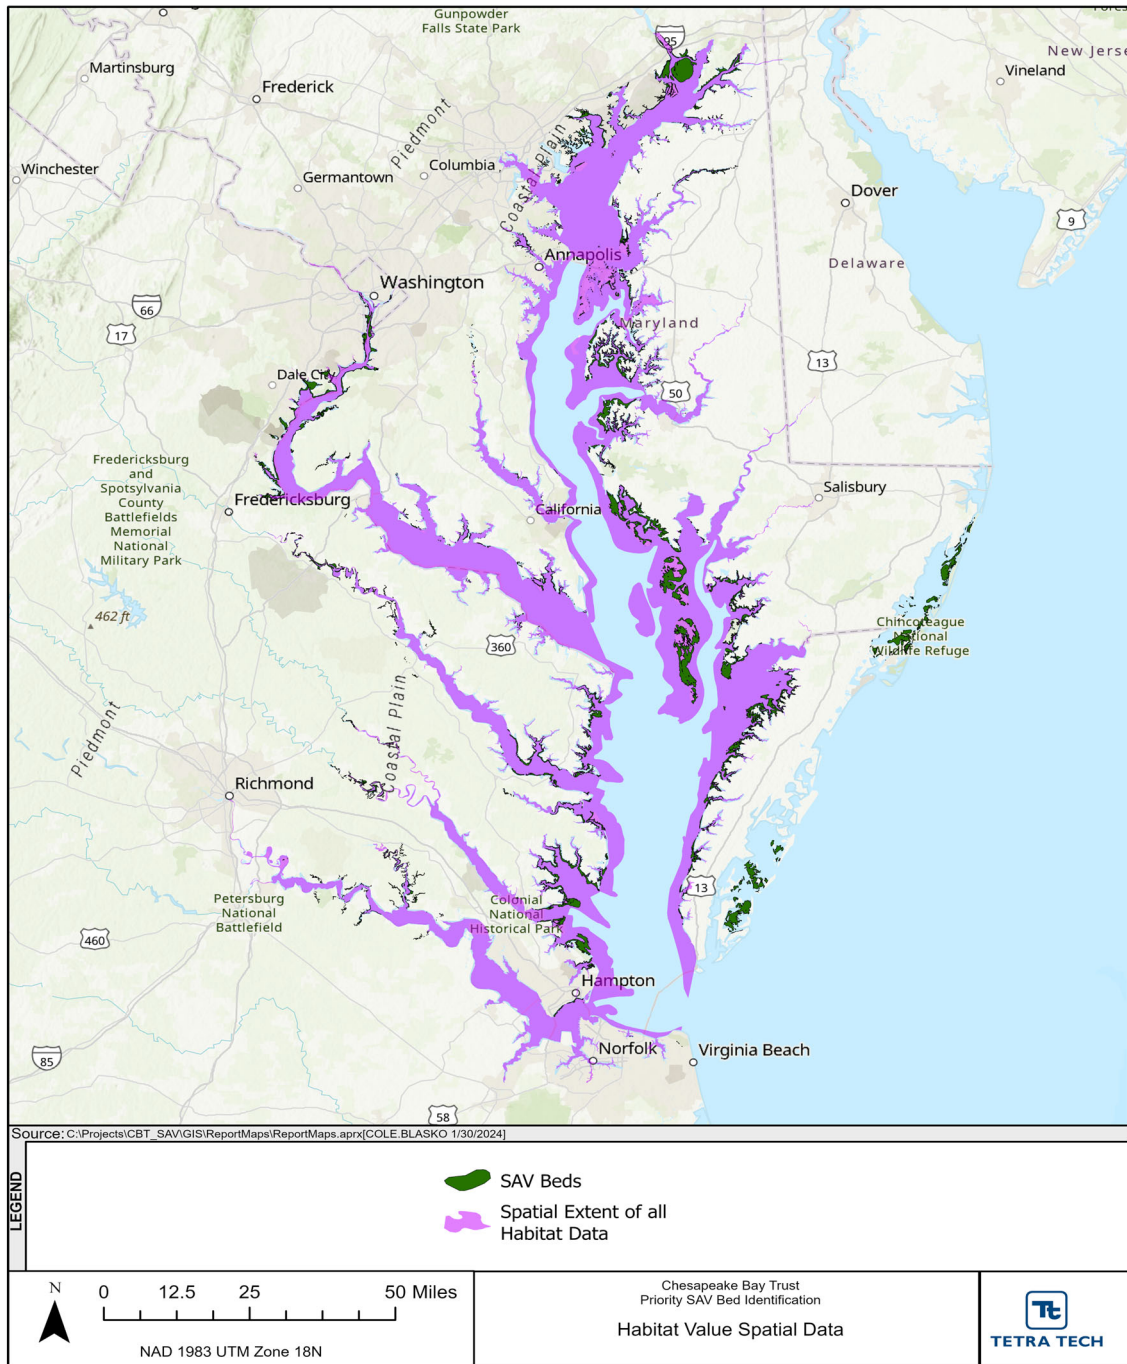 Gunpowder
Falls State Park
95
New Jerse
Martinsburg
Vineland
Frederick
Piedmont
Columbia
Coastal Plain
Winchester
Germantown
Dover
9
Annapolis
Delaware
Washington
66
17
Maryland
13
Dale City
50
Fredericksburg
and
Spotsylvania
County
Battlefields
Memorial
National
Military Park
Salisbury
Fredericksburg
California
462 ft
Chincoteague
National
Wildlife Refuge
360
Coastal Plain
Piedmont
Richmond
13
Petersburg
National
Battlefield
Colonial
National
Historical Park
460
Hampton
Norfolk
Virginia Beach
85
58
Source: C:\Projects\CBT_SAV\GIS\ReportMaps\ReportMaps.aprx[COLE.BLASKO 1/30/2024]
LEGEND
SAV Beds
Spatial Extent of all
Habitat Data
N
0 12.5 25 50 Miles
NAD 1983 UTM Zone 18N
Chesapeake Bay Trust
Priority SAV Bed Identification
Habitat Value Spatial Data
Tt
TETRA TECH